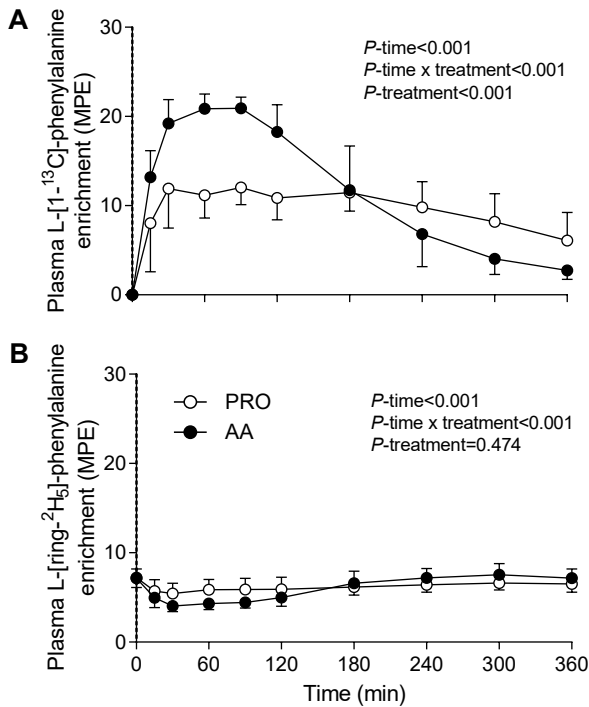 A
Plasma L-[1-¹³C]-phenylalanine
enrichment (MPE)
30
20
10
0
P-time<0.001
P-time x treatment<0.001
P-treatment<0.001
B
Plasma L-[ring-²H₅]-phenylalanine
enrichment (MPE)
30
20
10
0
PRO
AA
P-time<0.001
P-time x treatment<0.001
P-treatment=0.474
0 60 120 180 240 300 360
Time (min)